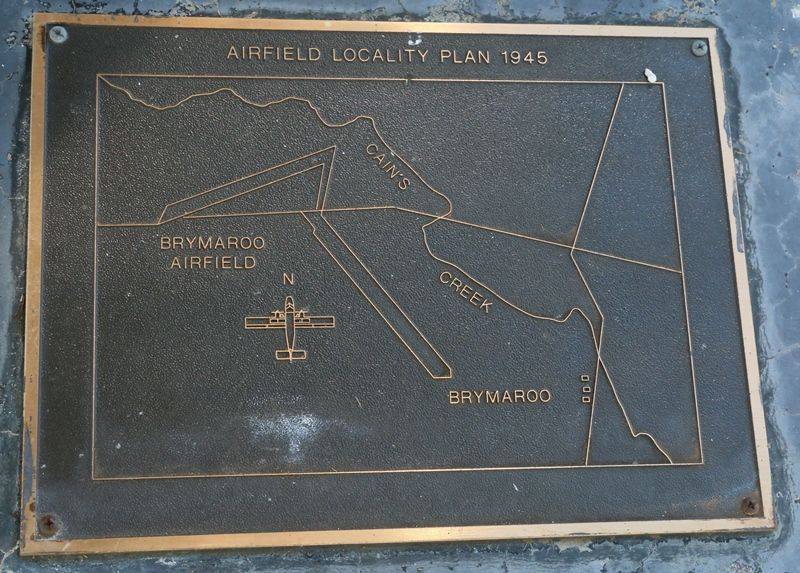 AIRFIELD LOCALITY PLAN 1945
CAIN'S
BRYMAROO
AIRFIELD
N
CREEK
BRYMAROO